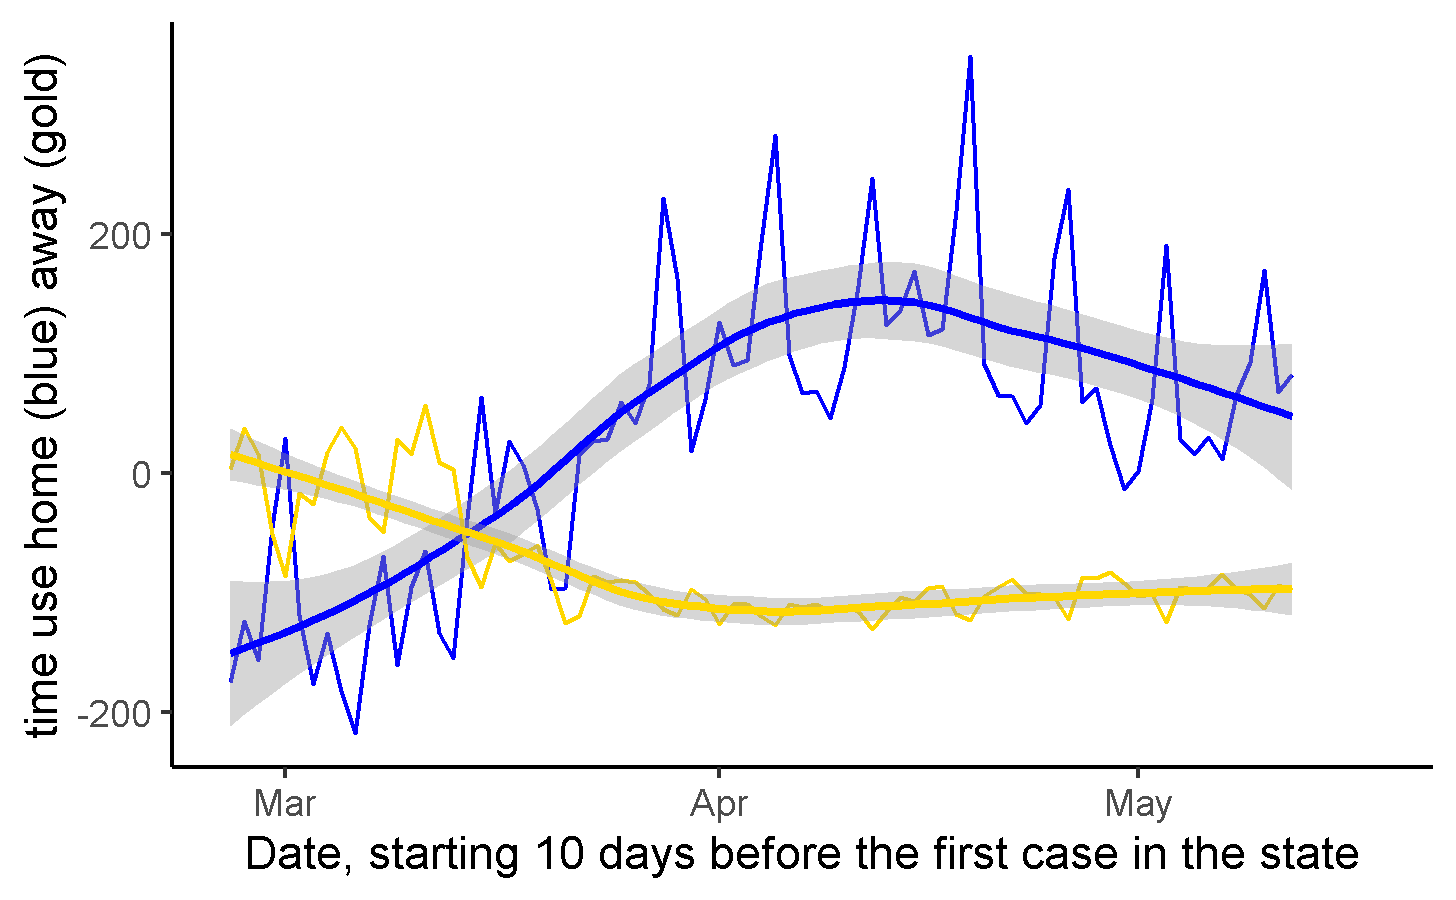 time use home (blue) away (gold)
200
0
-200
Mar Apr May
Date, starting 10 days before the first case in the state